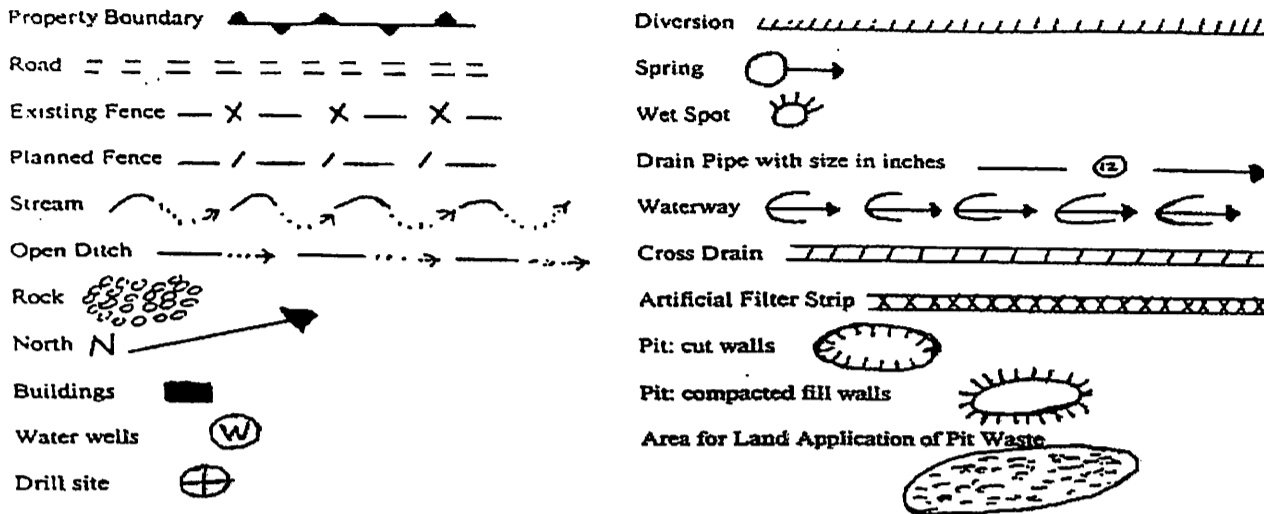 Property Boundary
Road
Existing Fence
Planned Fence
Stream
Open Ditch
Rock
North N
Buildings
Water wells W
Drill site
Diversion
Spring
Wet Spot
Drain Pipe with size in inches 12
Waterway
Cross Drain
Artificial Filter Strip
Pit: cut walls
Pit: compacted fill walls
Area for Land Application of Pit Waste